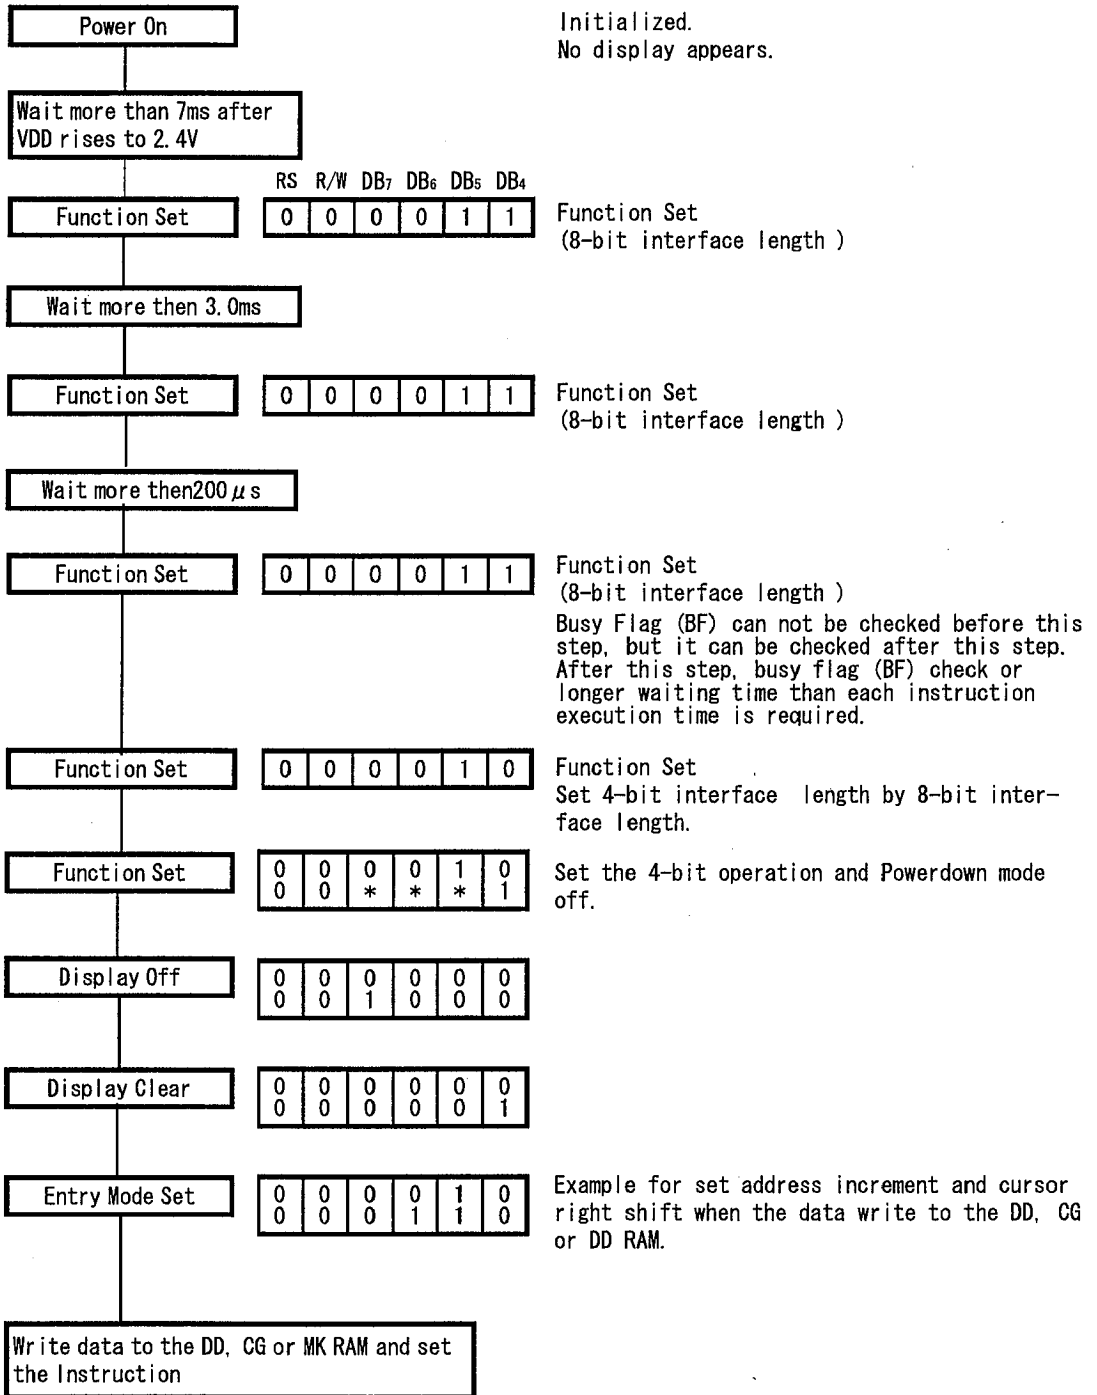 Power On
Initialized.
No display appears.
Wait more than 7ms after
VDD rises to 2.4V
RS R/W DB7 DB6 DB5 DB4
Function Set
0 0 0 0 1 1
Function Set
(8-bit interface length )
Wait more then 3.0ms
Function Set
0 0 0 0 1 1
Function Set
(8-bit interface length )
Wait more then200μs
Function Set
0 0 0 0 1 1
Function Set
(8-bit interface length )
Busy Flag (BF) can not be checked before this
step, but it can be checked after this step.
After this step, busy flag (BF) check or
longer waiting time than each instruction
execution time is required.
Function Set
0 0 0 0 1 0
Function Set
Set 4-bit interface length by 8-bit inter-
face length.
Function Set
0 0 0 0 1 0
0 0 * * * 1
Set the 4-bit operation and Powerdown mode
off.
Display Off
0 0 0 0 0 0
0 0 1 0 0 0
Display Clear
0 0 0 0 0 0
0 0 0 0 0 1
Entry Mode Set
0 0 0 0 1 0
0 0 0 1 1 0
Example for set address increment and cursor
right shift when the data write to the DD, CG
or DD RAM.
Write data to the DD, CG or MK RAM and set
the Instruction